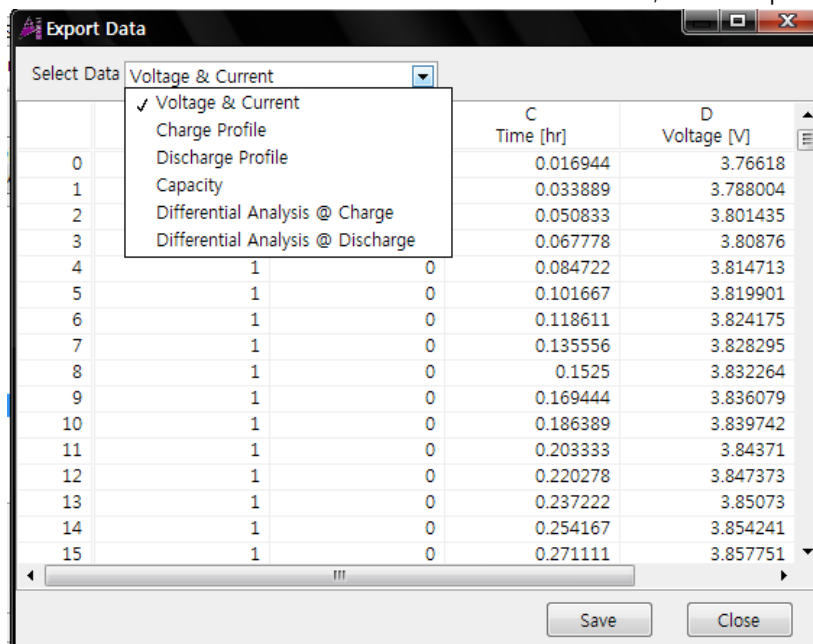 Export Data
Select Data Voltage & Current
✓ Voltage & Current
Charge Profile
Discharge Profile
Capacity
Differential Analysis @ Charge
Differential Analysis @ Discharge
C D
Time [hr] Voltage [V]
0 0.016944 3.76618
1 0.033889 3.788004
2 0.050833 3.801435
3 0.067778 3.80876
4 1 0 0.084722 3.814713
5 1 0 0.101667 3.819901
6 1 0 0.118611 3.824175
7 1 0 0.135556 3.828295
8 1 0 0.1525 3.832264
9 1 0 0.169444 3.836079
10 1 0 0.186389 3.839742
11 1 0 0.203333 3.84371
12 1 0 0.220278 3.847373
13 1 0 0.237222 3.85073
14 1 0 0.254167 3.854241
15 1 0 0.271111 3.857751
Save Close